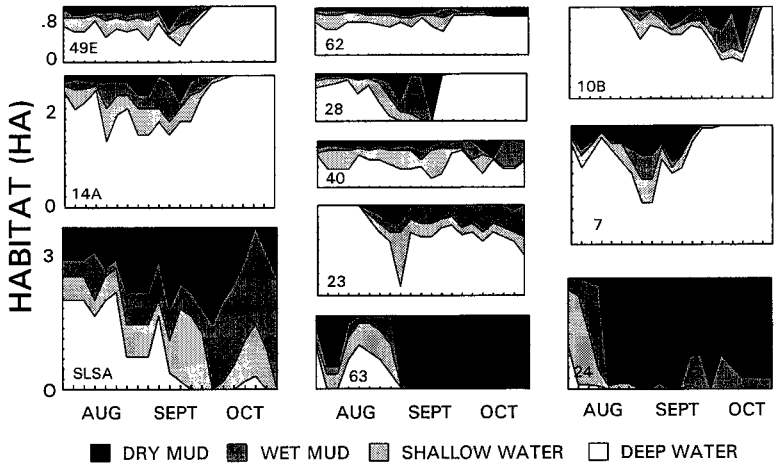 .8
0
49E
62
10B
2
0
14A
28
40
7
23
3
0
SLSA
63
24
HABITAT (HA)
AUG SEPT OCT
AUG SEPT OCT
AUG SEPT OCT
DRY MUD WET MUD SHALLOW WATER DEEP WATER